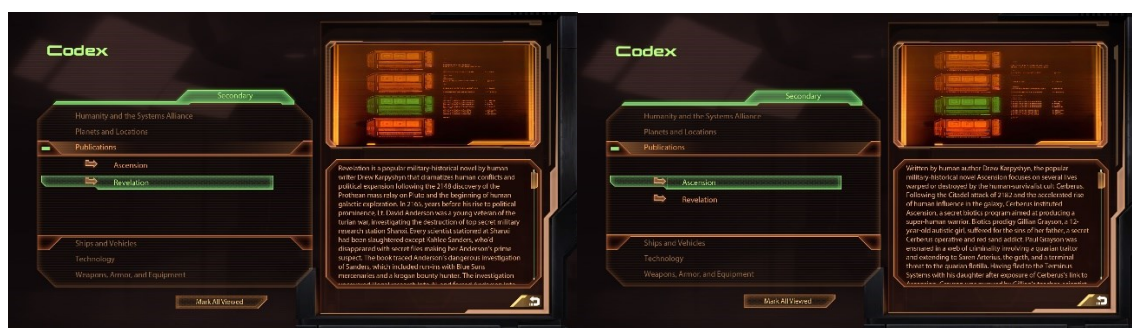 Codex
Secondary
Humanity and the Systems Alliance
Planets and Locations
Publications
Ascension
Revelation
Ships and Vehicles
Technology
Weapons, Armor, and Equipment
Mark All Viewed
Revelation is a popular military-historical novel by human
writer Drew Karpyshyn that dramatizes human conflicts and
political expansion following the 2148 discovery of the
Prothean mass relay on Pluto and the beginning of human
galactic exploration. In 2165, years before his rise to political
prominence, Lt. David Anderson was a young veteran of the
turian war, investigating the destruction of top secret military
research station Shanxi. Every scientist stationed at Shanxi
had been slaughtered except Kahlee Sanders, who'd
disappeared with secret files making her Anderson's prime
suspect. The book traced Anderson's dangerous investigation
of Sanders, which included run-ins with Blue Suns
mercenaries and a krogan bounty hunter. The investigation
Codex
Secondary
Humanity and the Systems Alliance
Planets and Locations
Publications
Ascension
Revelation
Ships and Vehicles
Technology
Weapons, Armor, and Equipment
Mark All Viewed
Written by human author Drew Karpyshyn, the popular
military-historical novel Ascension focuses on several lives
warped or destroyed by the human-survivalist cult Cerberus.
Following the Citadel attack of 2182 and the accelerated rise
of human influence in the galaxy, Cerberus instituted
Ascension, a secret biotics program aimed at producing a
super-human warrior. Biotics prodigy Gillian Grayson, a 12-
year-old autistic girl, suffered for the sins of her father, a secret
Cerberus operative and red sand addict. Paul Grayson was
ensnared in a web of criminality involving a quarian traitor
and extending to Saren Arterius, the geth, and a terminal
threat to the quarian flotilla. Having fled to the Terminus
Systems with his daughter after exposure of Cerberus's link to